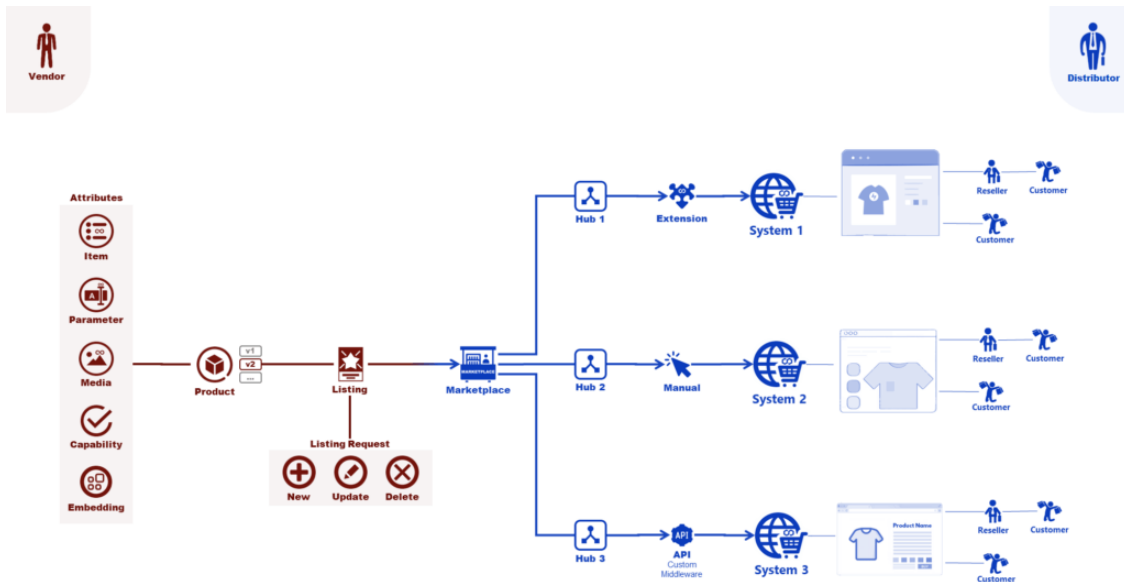 Vendor
Distributor
Attributes
Item
Parameter
Media
Capability
Embedding
Product
v1
v2
...
Listing
Listing Request
New
Update
Delete
MARKETPLACE
Marketplace
Hub 1
Extension
System 1
Reseller
Customer
Customer
Hub 2
Manual
System 2
Reseller
Customer
Customer
Hub 3
API
API
Custom
Middleware
System 3
Product Name
Reseller
Customer
Customer